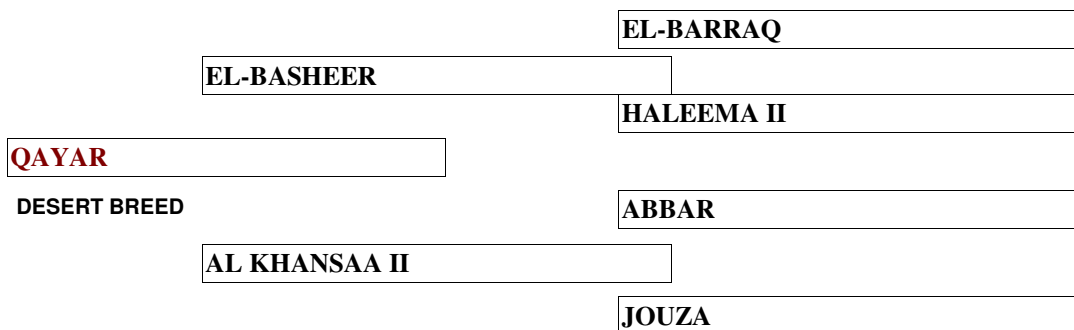 EL-BARRAQ
EL-BASHEER
HALEEMA II
QAYAR
DESERT BREED
ABBAR
AL KHANSAA II
JOUZA